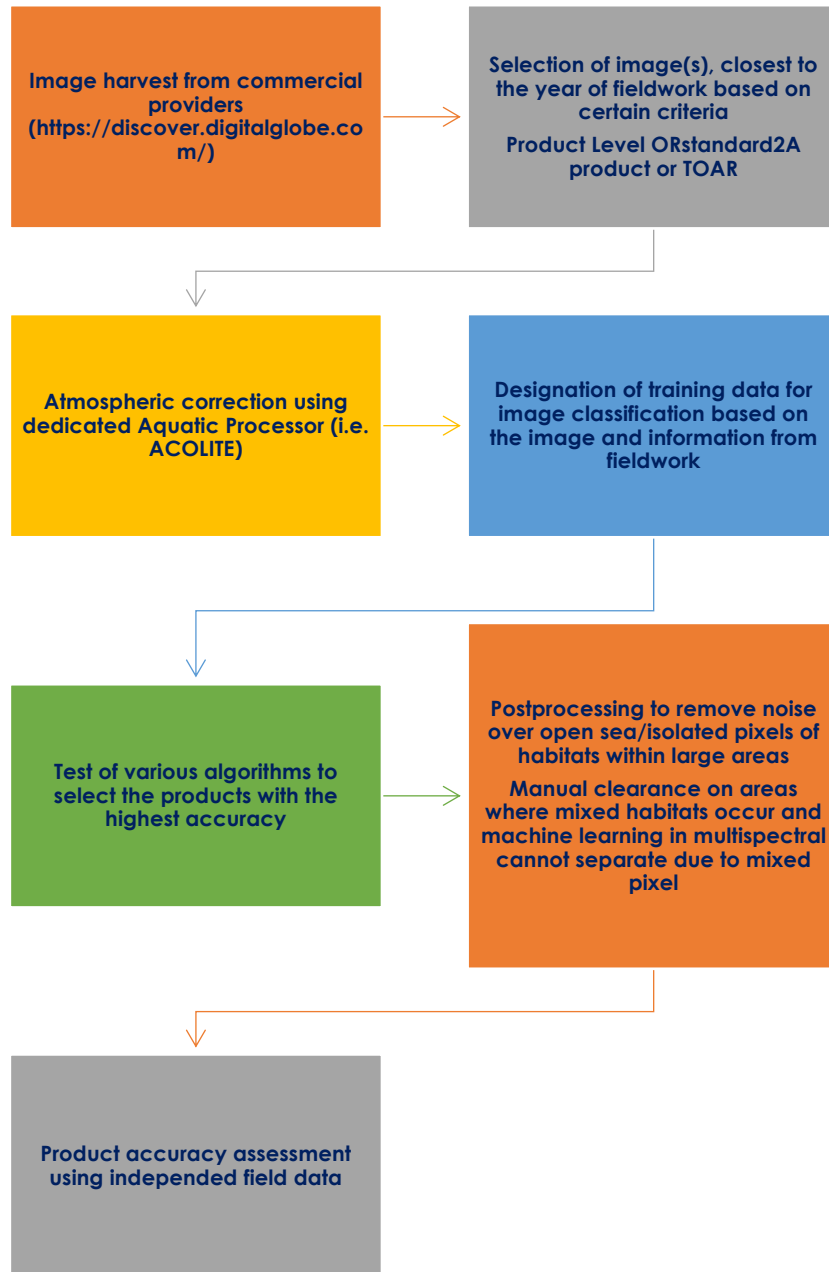 Image harvest from commercial
providers
(https://discover.digitalglobe.co
m/)
Selection of image(s), closest to
the year of fieldwork based on
certain criteria
Product Level ORstandard2A
product or TOAR
Atmospheric correction using
dedicated Aquatic Processor (i.e.
ACOLITE)
Designation of training data for
image classification based on
the image and information from
fieldwork
Test of various algorithms to
select the products with the
highest accuracy
Postprocessing to remove noise
over open sea/isolated pixels of
habitats within large areas
Manual clearance on areas
where mixed habitats occur and
machine learning in multispectral
cannot separate due to mixed
pixel
Product accuracy assessment
using independed field data